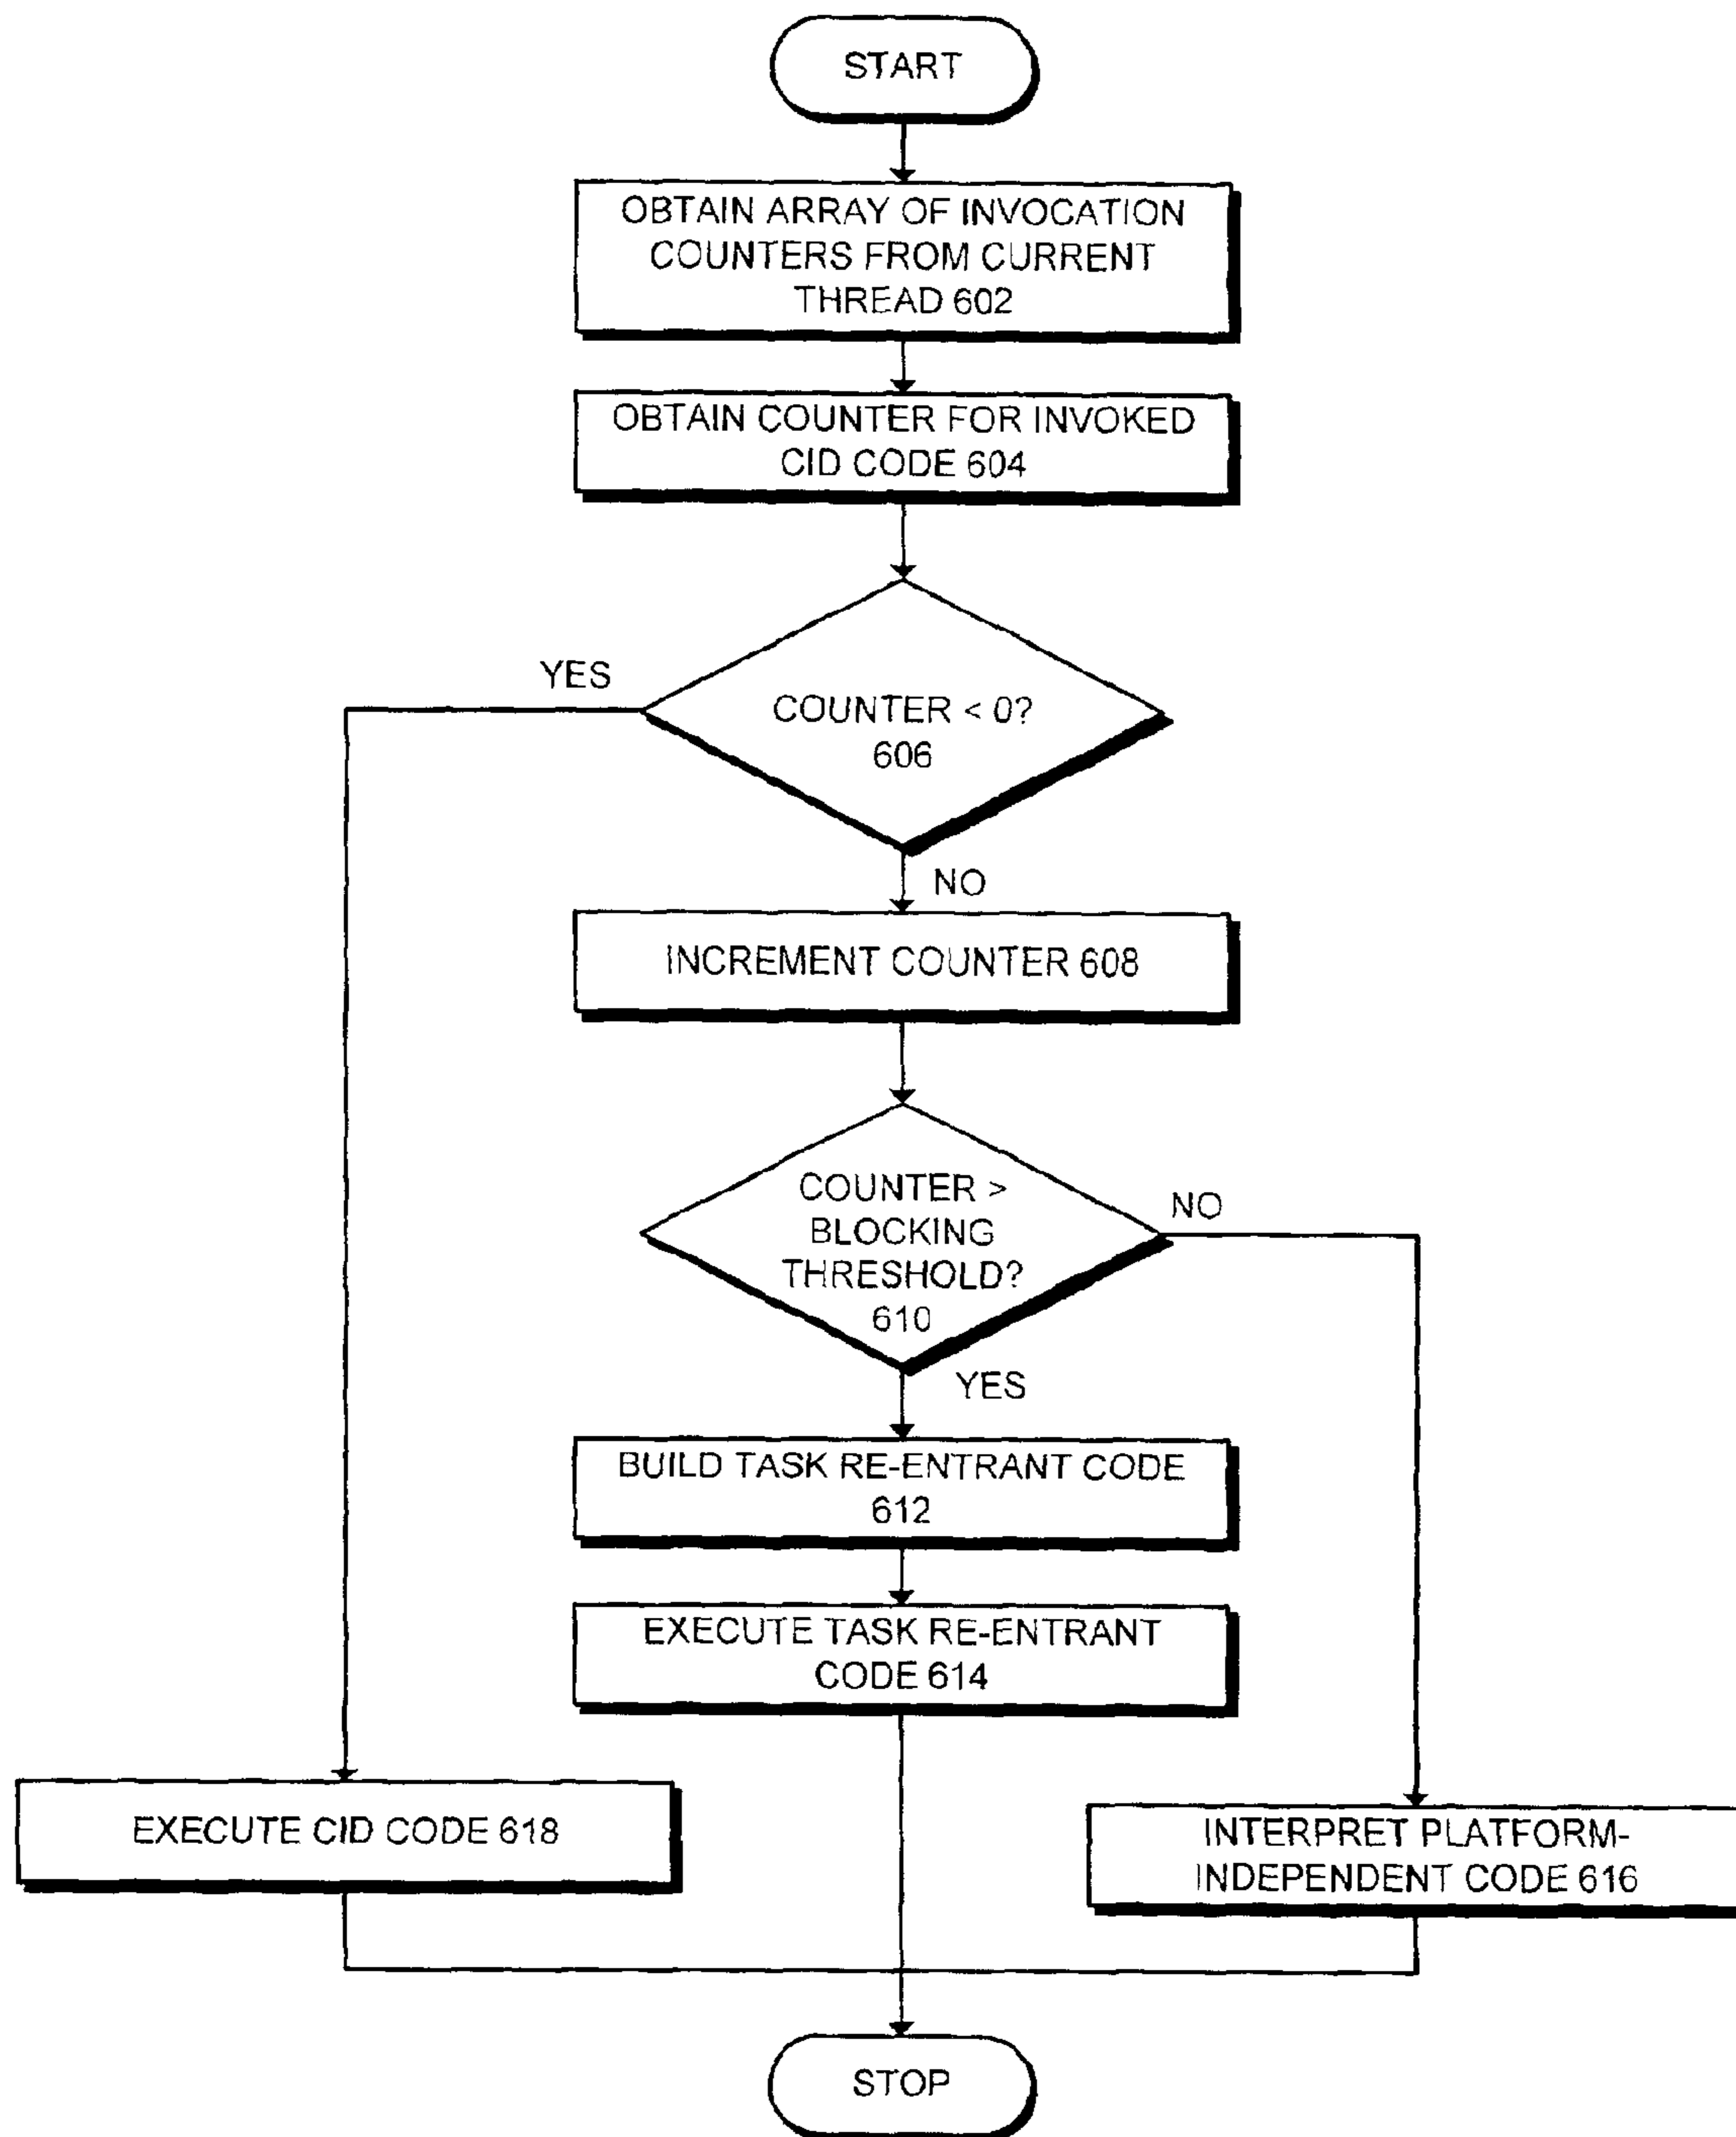 START
OBTAIN ARRAY OF INVOCATION
COUNTERS FROM CURRENT
THREAD 602
OBTAIN COUNTER FOR INVOKED
CID CODE 604
YES
COUNTER < 0?
606
NO
INCREMENT COUNTER 608
COUNTER >
BLOCKING
THRESHOLD?
610
NO
YES
BUILD TASK RE-ENTRANT CODE
612
EXECUTE TASK RE-ENTRANT
CODE 614
EXECUTE CID CODE 618
INTERPRET PLATFORM-
INDEPENDENT CODE 616
STOP